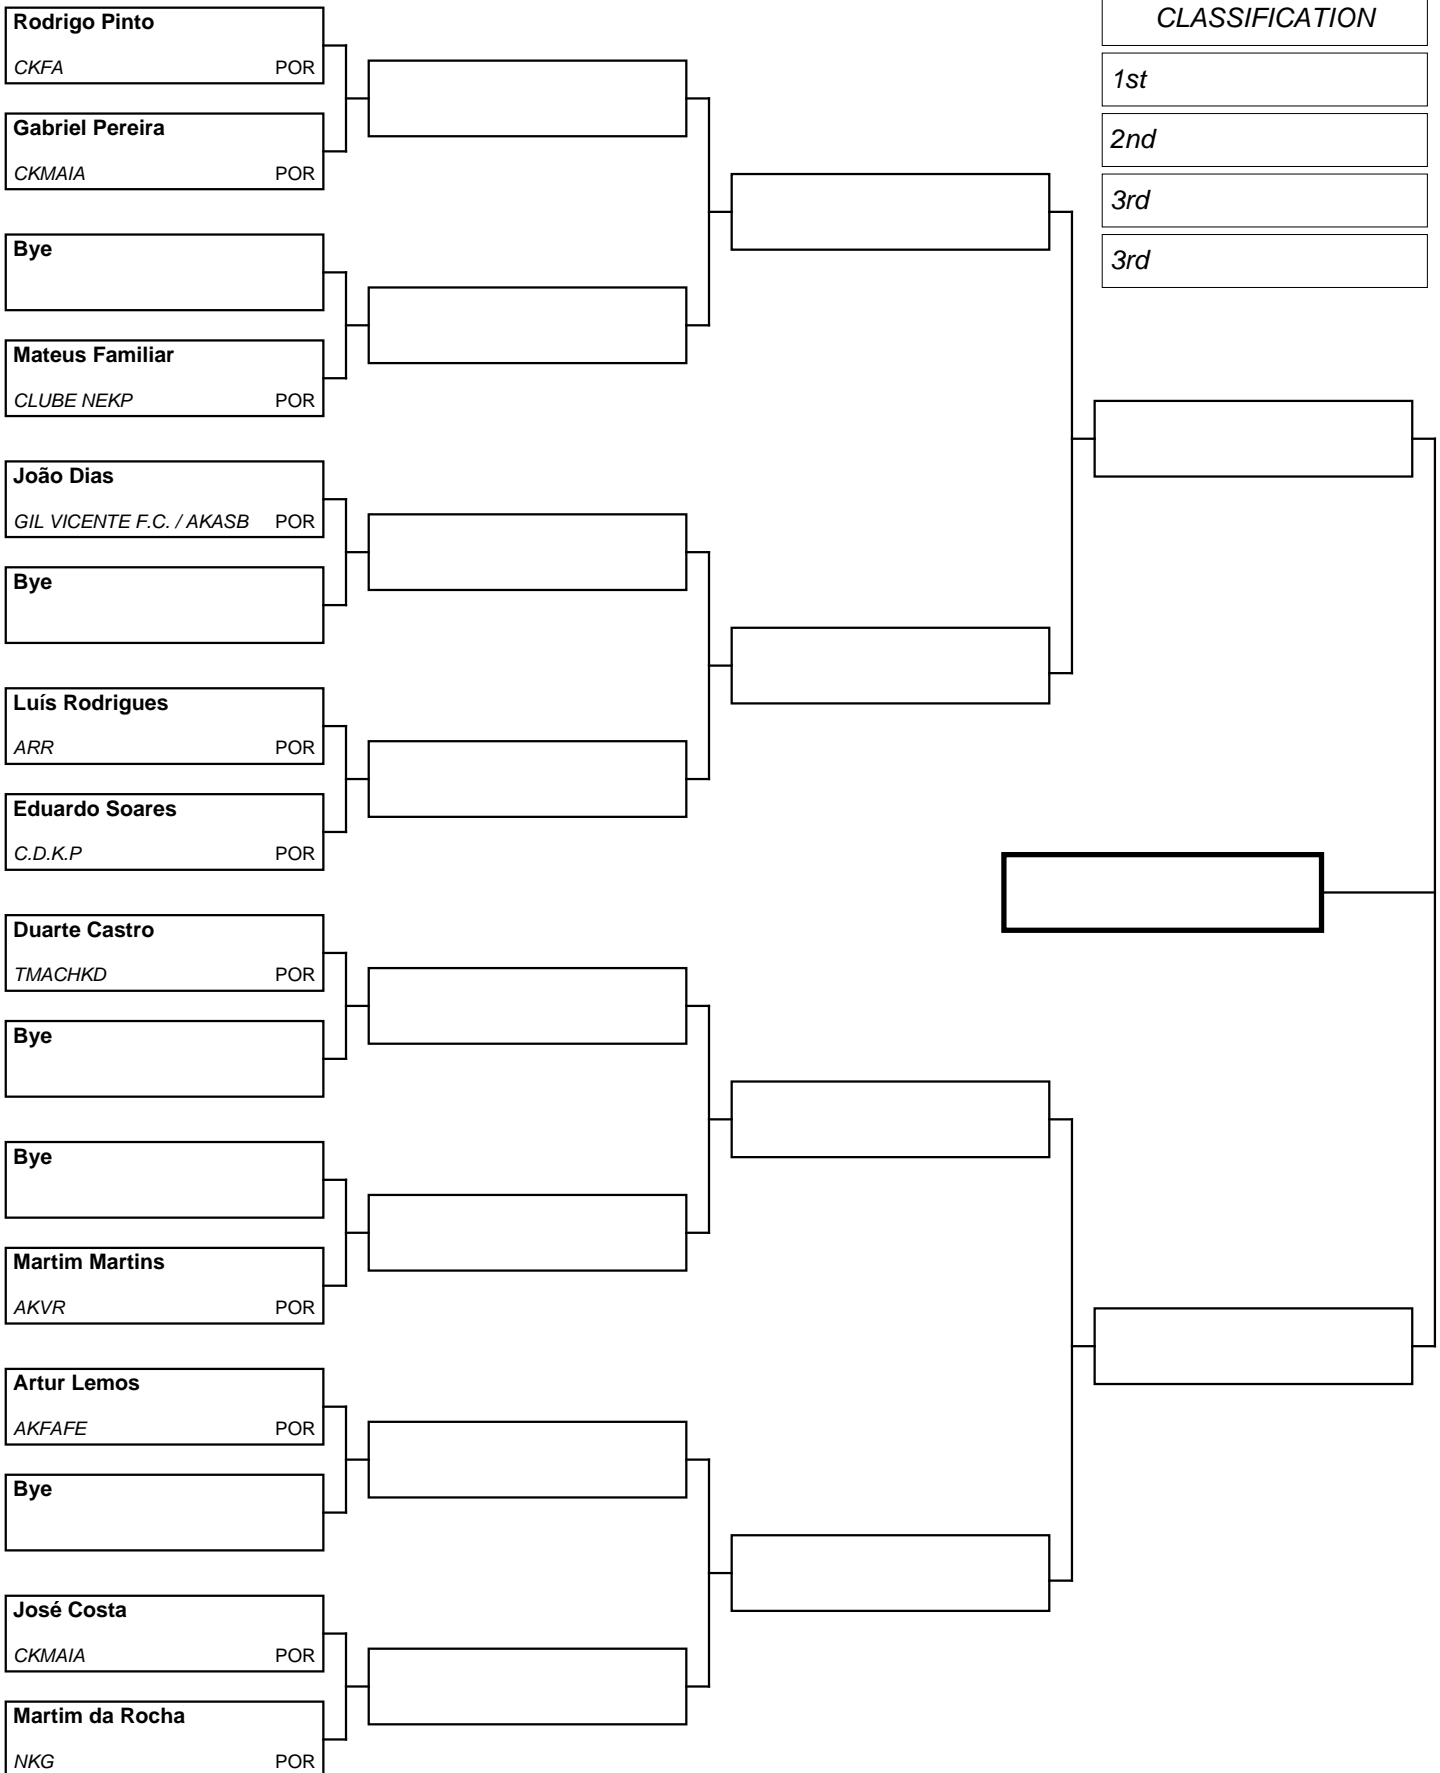 Rodrigo Pinto
CKFA POR
Gabriel Pereira
CKMAIA POR
Bye
Mateus Familiar
CLUBE NEKP POR
João Dias
GIL VICENTE F.C. / AKASB POR
Bye
Luís Rodrigues
ARR POR
Eduardo Soares
C.D.K.P POR
Duarte Castro
TMACHKD POR
Bye
Bye
Martim Martins
AKVR POR
Artur Lemos
AKFAFE POR
Bye
José Costa
CKMAIA POR
Martim da Rocha
NKG POR
CLASSIFICATION
1st
2nd
3rd
3rd